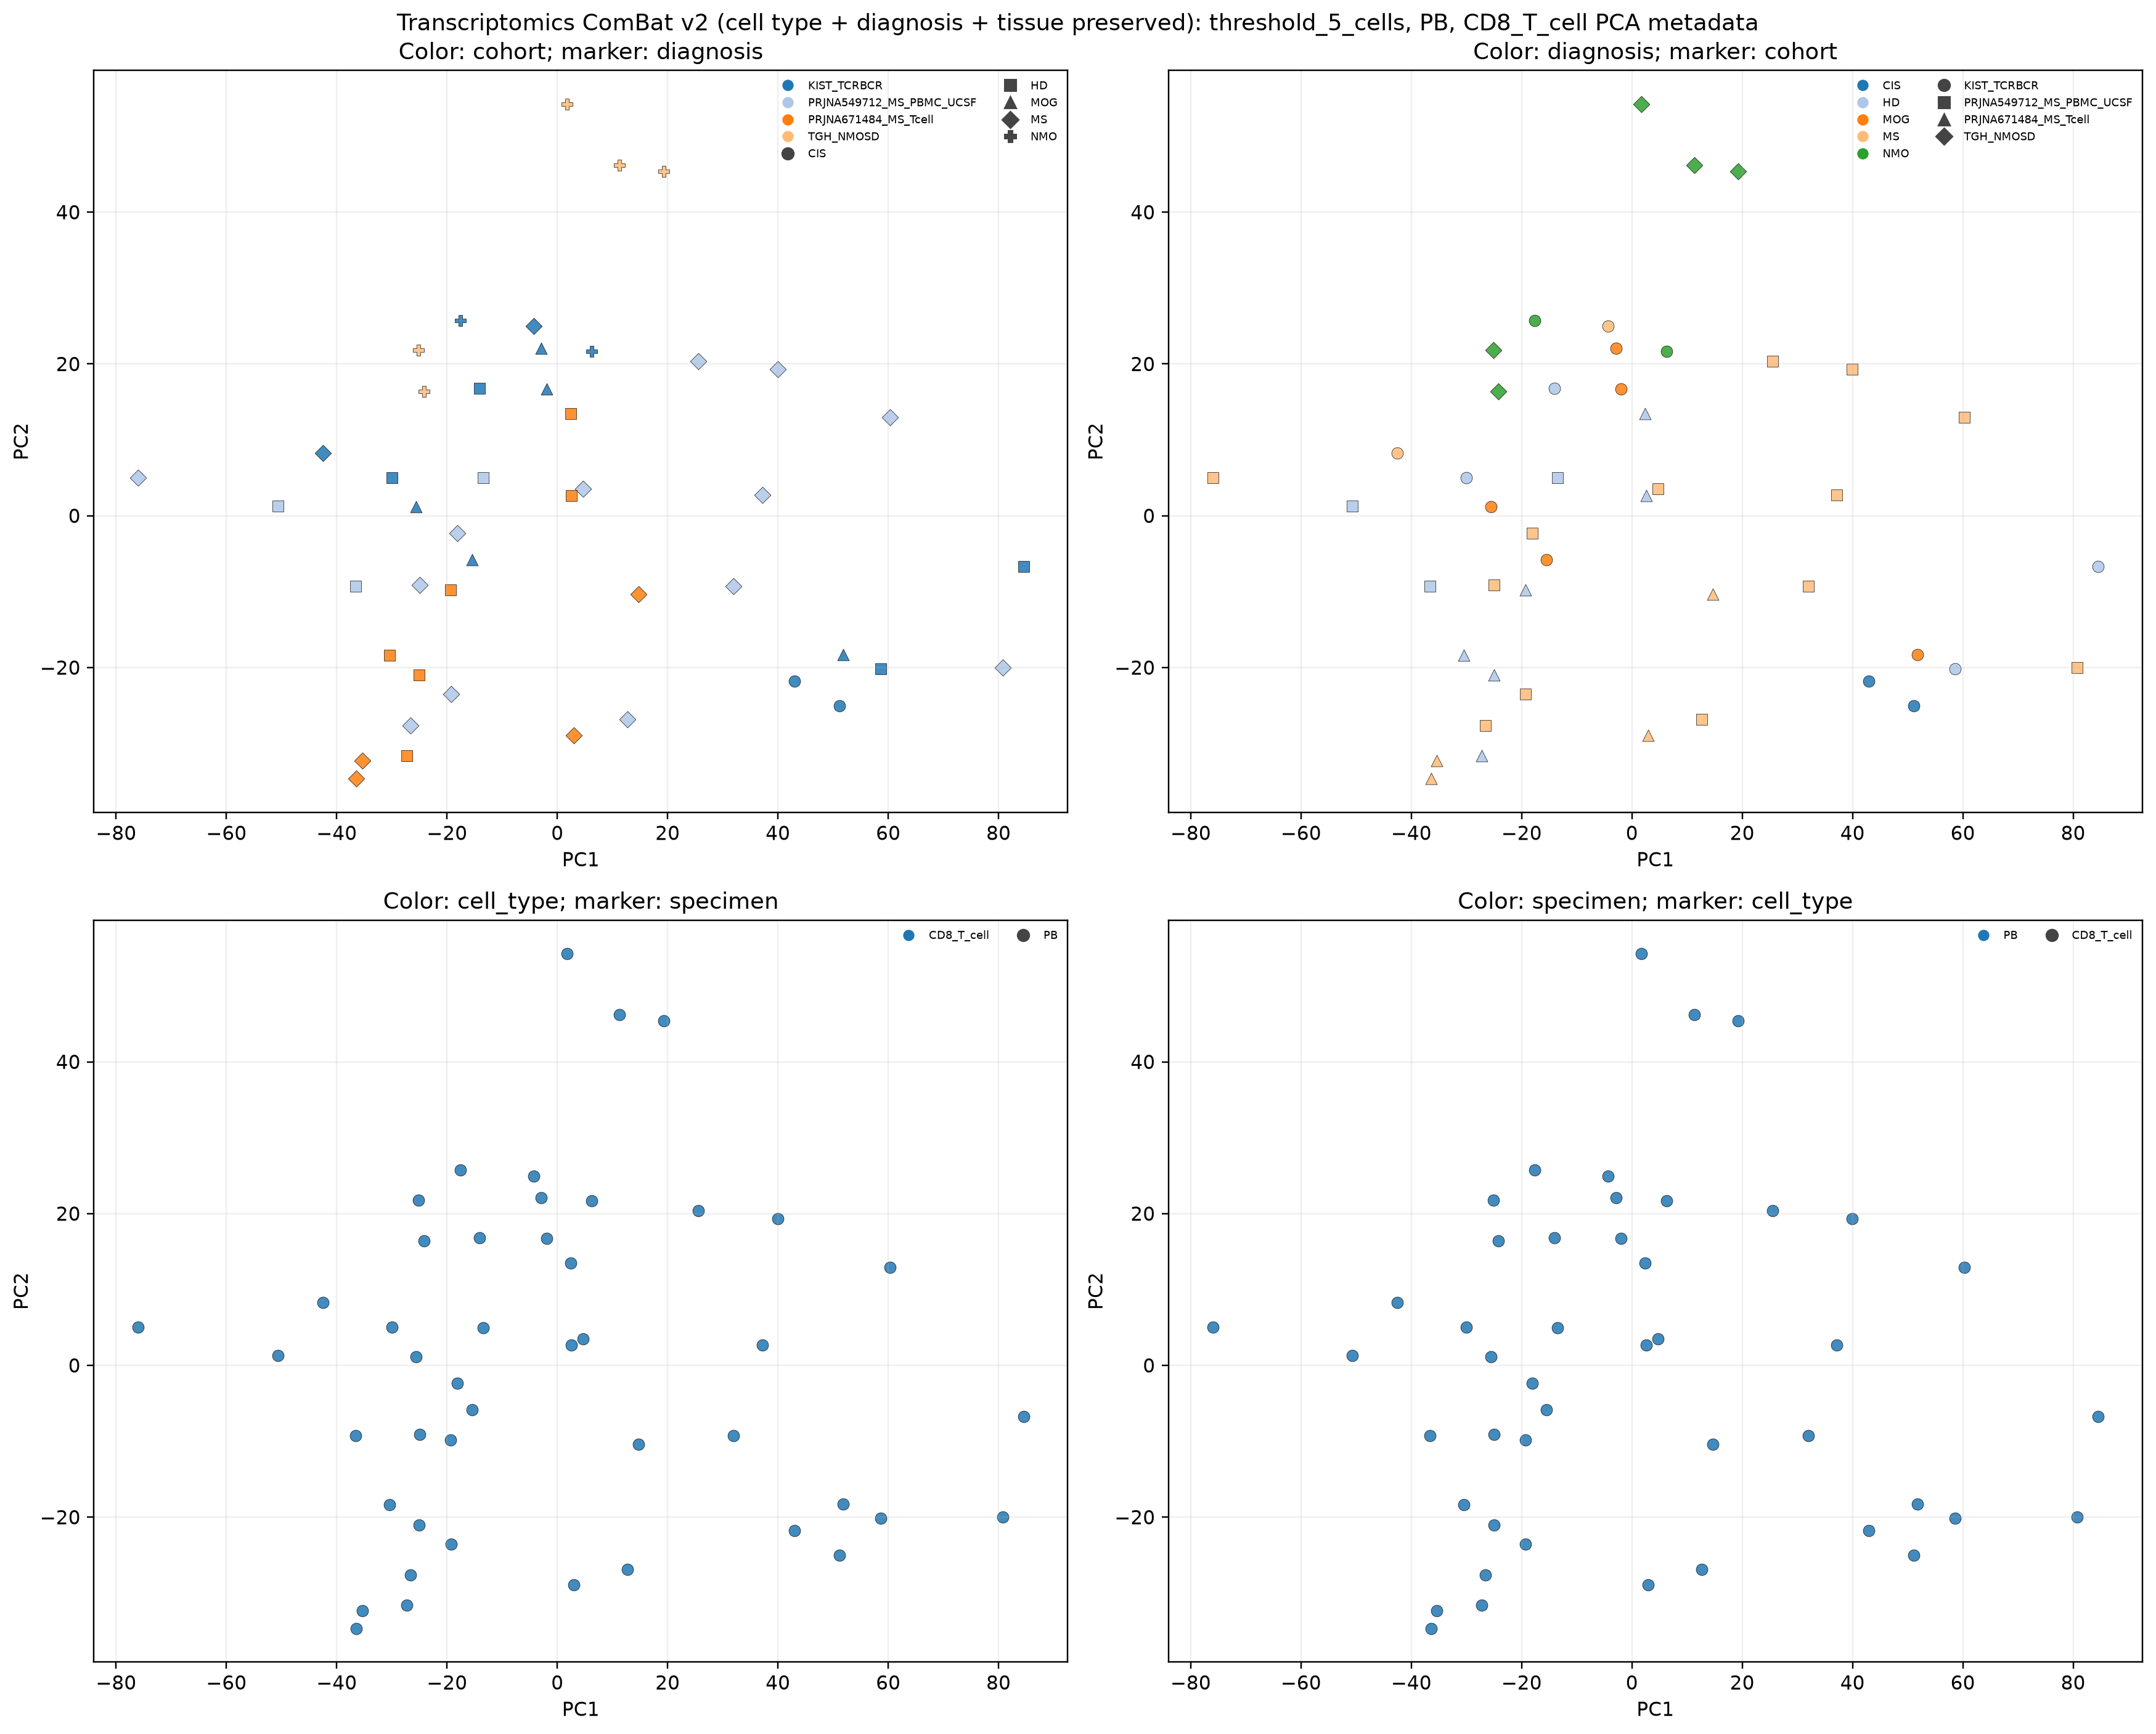 Transcriptomics ComBat v2 (cell type + diagnosis + tissue preserved): threshold_5_cells, PB, CD8_T_cell PCA metadata
Color: cohort; marker: diagnosis
KIST_TCRBCR
PRJNA549712_MS_PBMC_UCSF
PRJNA671484_MS_Tcell
TGH_NMOSD
CIS
HD
MOG
MS
NMO
40
20
0
−20
PC2
−80 −60 −40 −20 0 20 40 60 80
PC1
Color: diagnosis; marker: cohort
CIS
HD
MOG
MS
NMO
KIST_TCRBCR
PRJNA549712_MS_PBMC_UCSF
PRJNA671484_MS_Tcell
TGH_NMOSD
40
20
0
−20
PC2
−80 −60 −40 −20 0 20 40 60 80
PC1
Color: cell_type; marker: specimen
CD8_T_cell
PB
40
20
0
−20
PC2
−80 −60 −40 −20 0 20 40 60 80
PC1
Color: specimen; marker: cell_type
PB
CD8_T_cell
40
20
0
−20
PC2
−80 −60 −40 −20 0 20 40 60 80
PC1